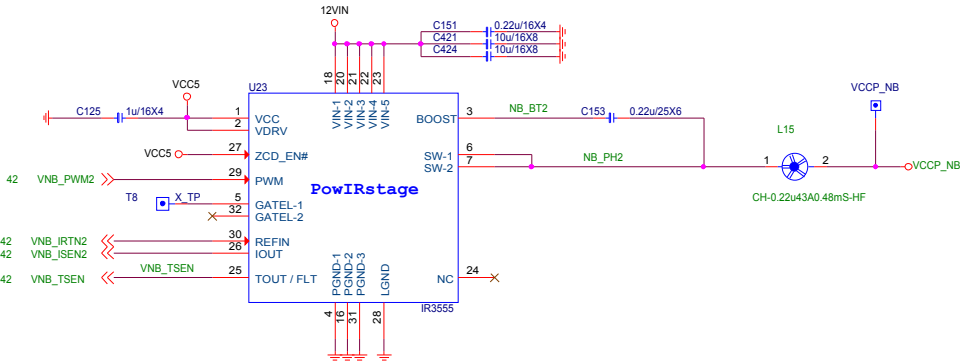 12VIN
C151 0.22u/16X4
C421 10u/16X8
C424 10u/16X8
18 20 21 22 23
VCC5
U23
VCCP_NB
C125 1u/16X4
1 VCC
2 VDRV
VIN-1 VIN-2 VIN-3 VIN-4 VIN-5
BOOST 3 NB_BT2 C153 0.22u/25X6
L15
VCC5 27 ZCD_EN#
SW-1 6
SW-2 7 NB_PH2 1 2 VCCP_NB
42 VNB_PWM2 29 PWM
PowIRstage
CH-0.22u43A0.48mS-HF
T8 X_TP 5 GATEL-1
32 GATEL-2
42 VNB_IRTN2 30 REFIN
42 VNB_ISEN2 26 IOUT
42 VNB_TSEN VNB_TSEN 25 TOUT / FLT
PGND-1 PGND-2 PGND-3 LGND
NC 24
IR3555
4 16 31 28